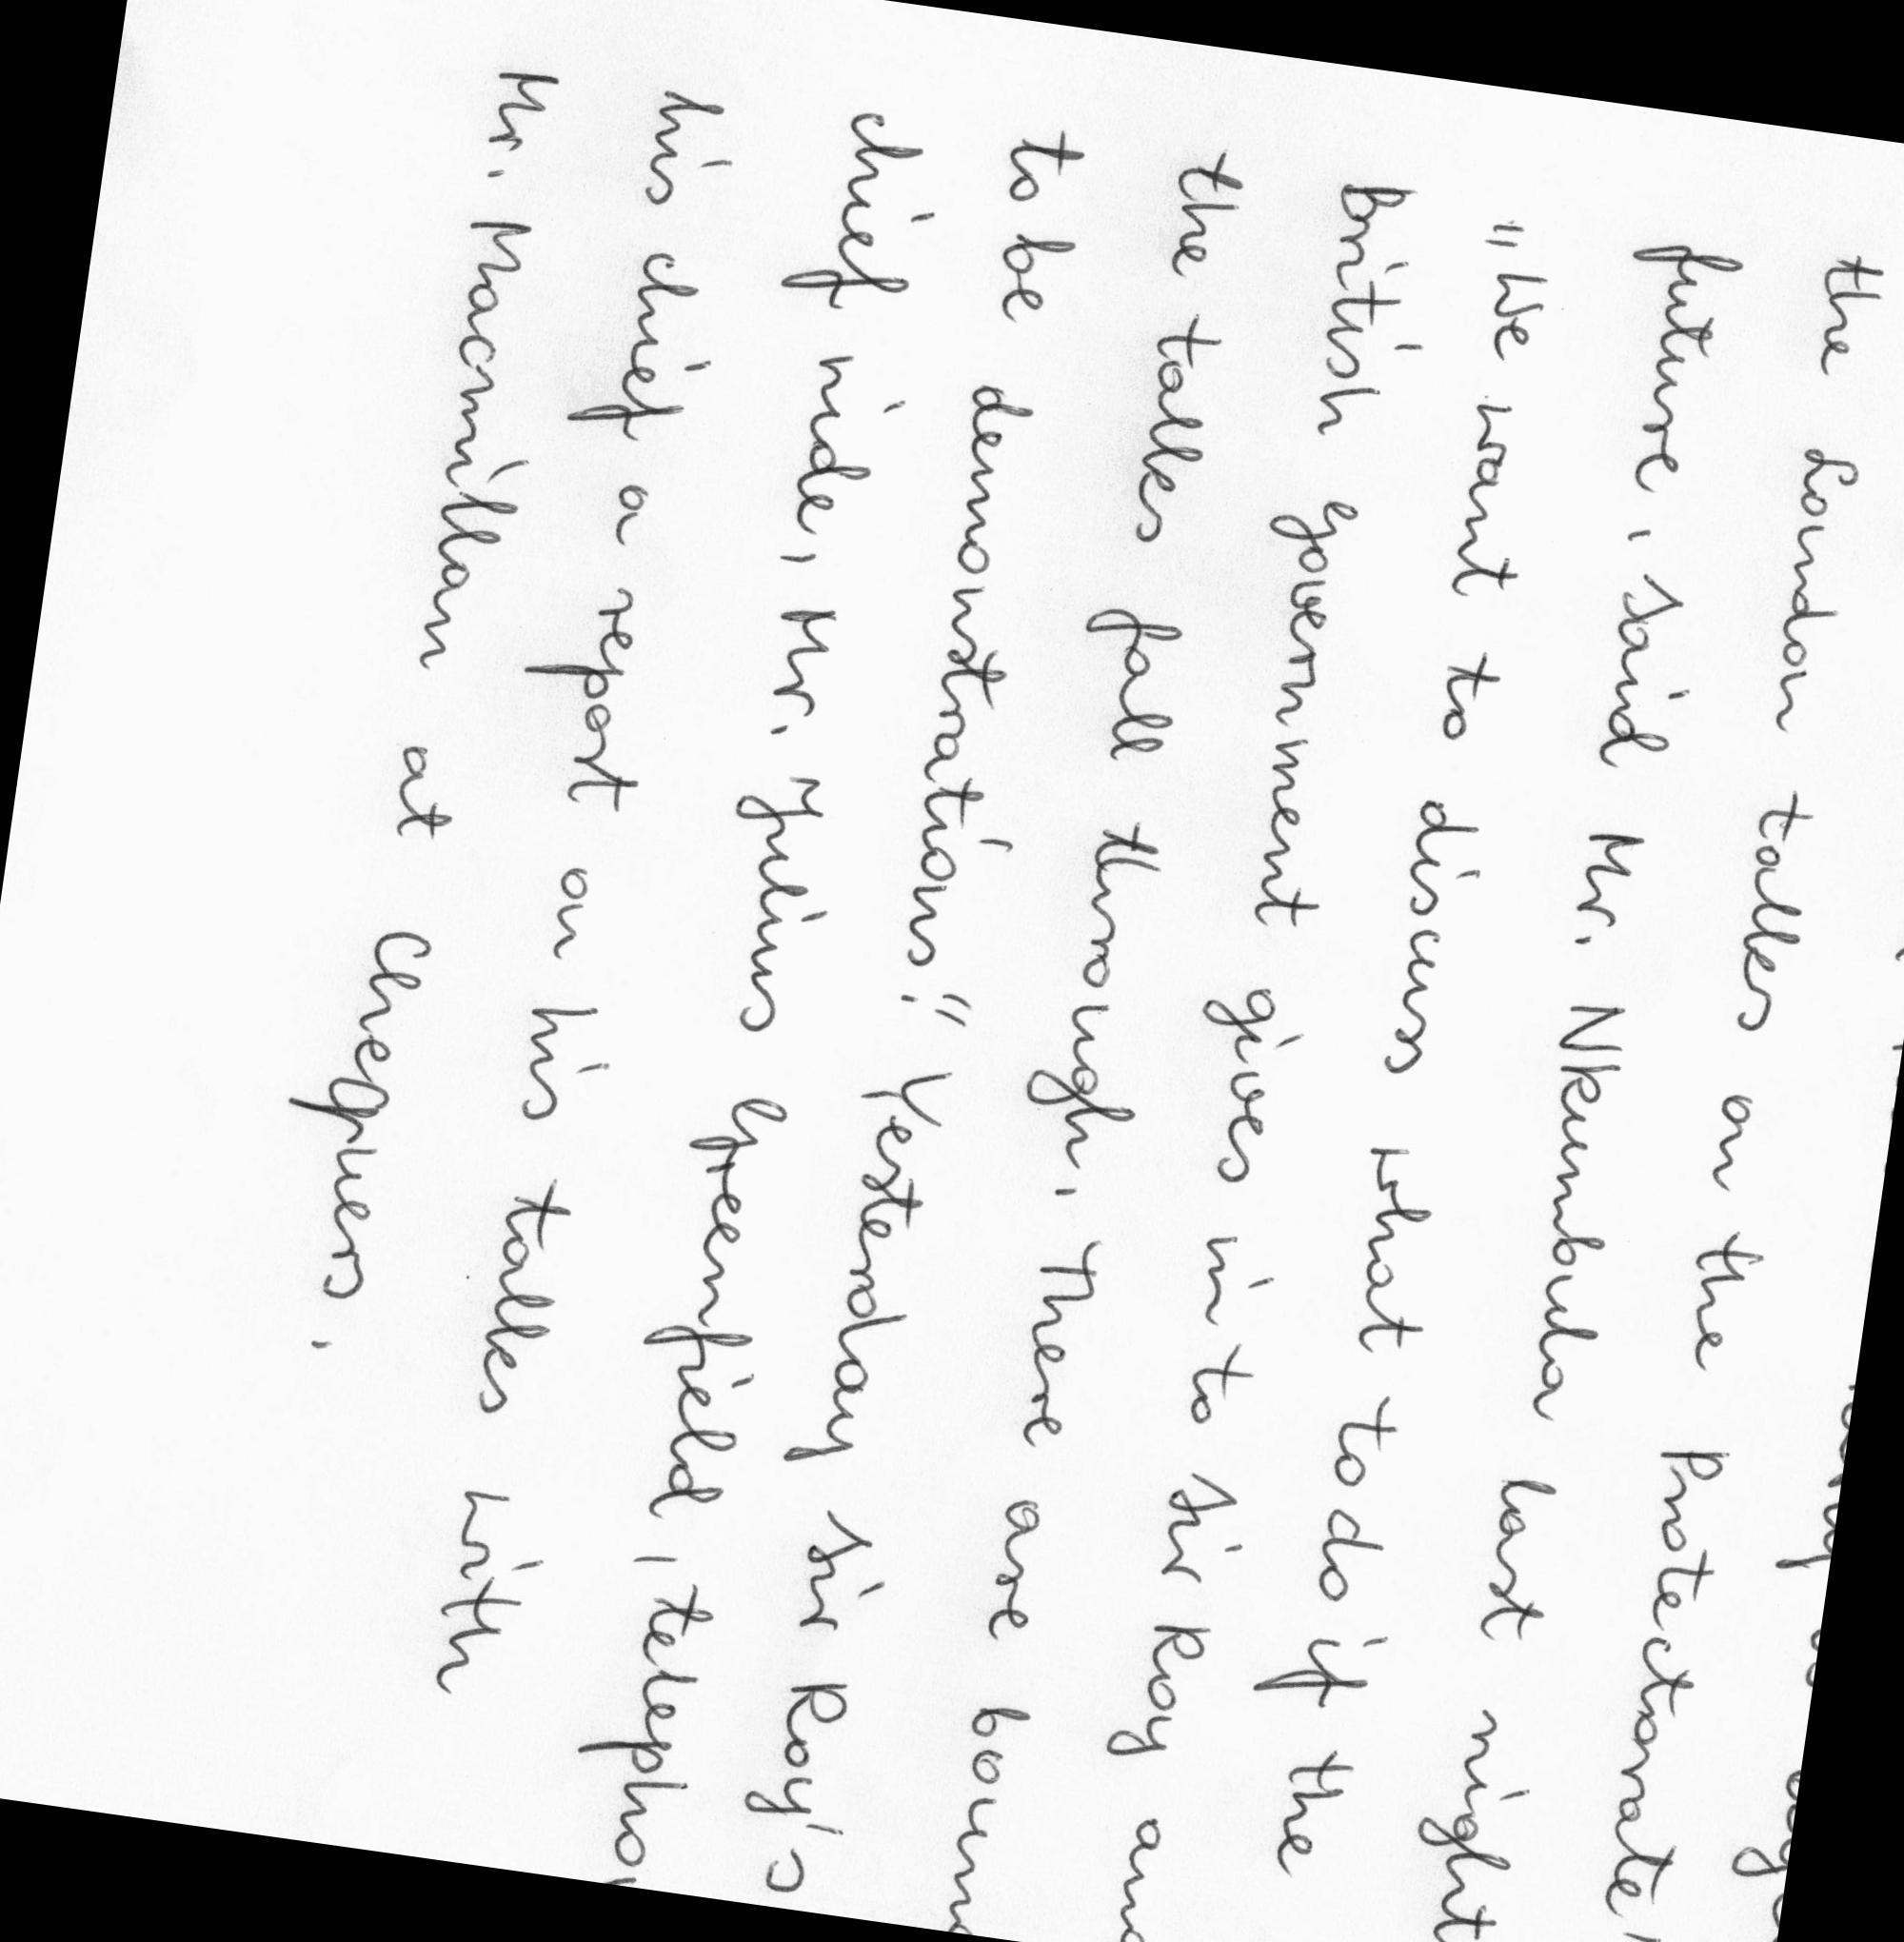 the London talks on the Protectorate'
future, said Mr. Nkumbula last night
"We want to discuss what to do if the
British government gives in to Sir Roy and
the talks fall through. There are bound
to be demonstrations." Yesterday Sir Roy's
chief aide, Mr. Julius Greenfield, telepho
his chief a report on his talks with
Mr. Macmillan at Chequers.